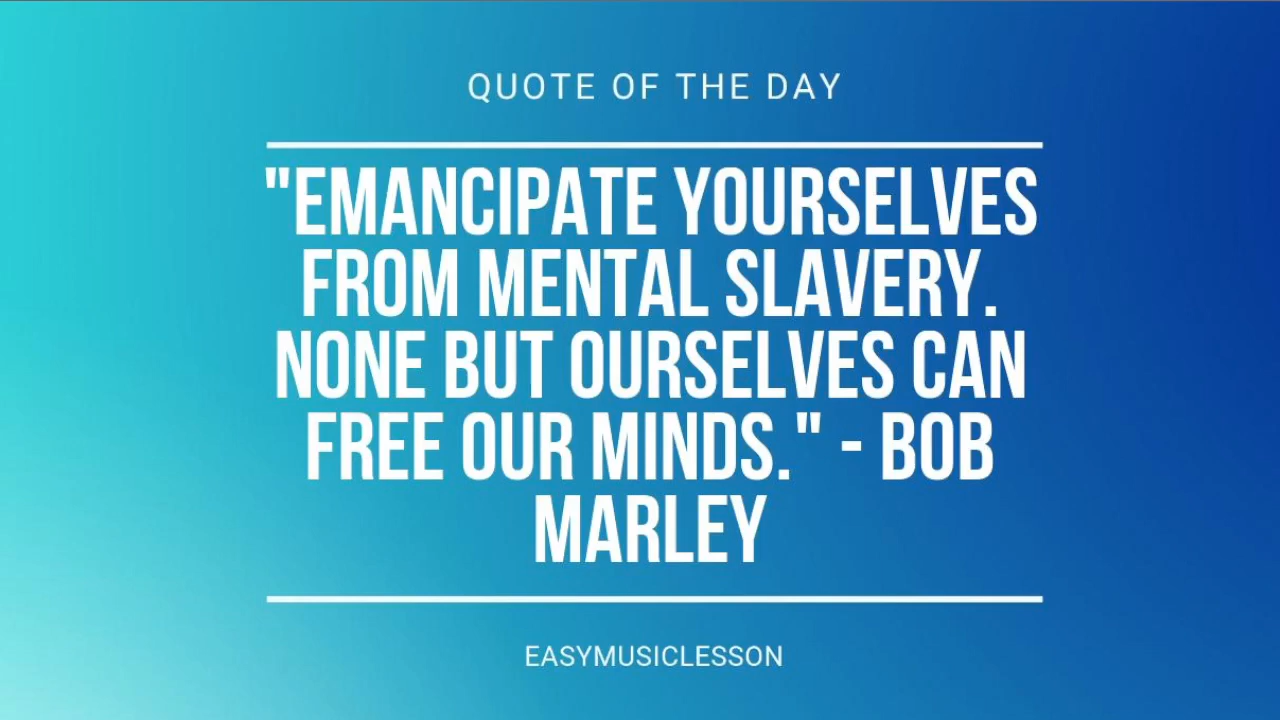 QUOTE OF THE DAY
"EMANCIPATE YOURSELVES
FROM MENTAL SLAVERY.
NONE BUT OURSELVES CAN
FREE OUR MINDS." - BOB
MARLEY
EASYMUSICLESSON